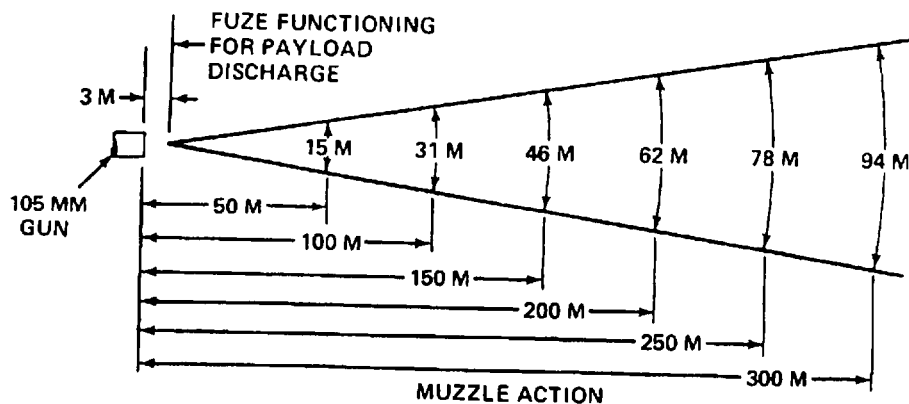 FUZE FUNCTIONING
FOR PAYLOAD
DISCHARGE
3 M
105 MM
GUN
15 M
31 M
46 M
62 M
78 M
94 M
50 M
100 M
150 M
200 M
250 M
300 M
MUZZLE ACTION